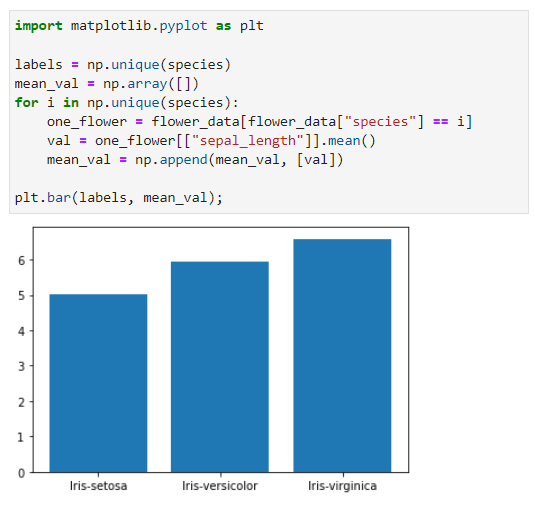 import matplotlib.pyplot as plt
labels = np.unique(species)
mean_val = np.array([])
for i in np.unique(species):
    one_flower = flower_data[flower_data["species"] == i]
    val = one_flower[["sepal_length"]].mean()
    mean_val = np.append(mean_val, [val])
plt.bar(labels, mean_val);
6
5
4
3
2
1
0
Iris-setosa Iris-versicolor Iris-virginica